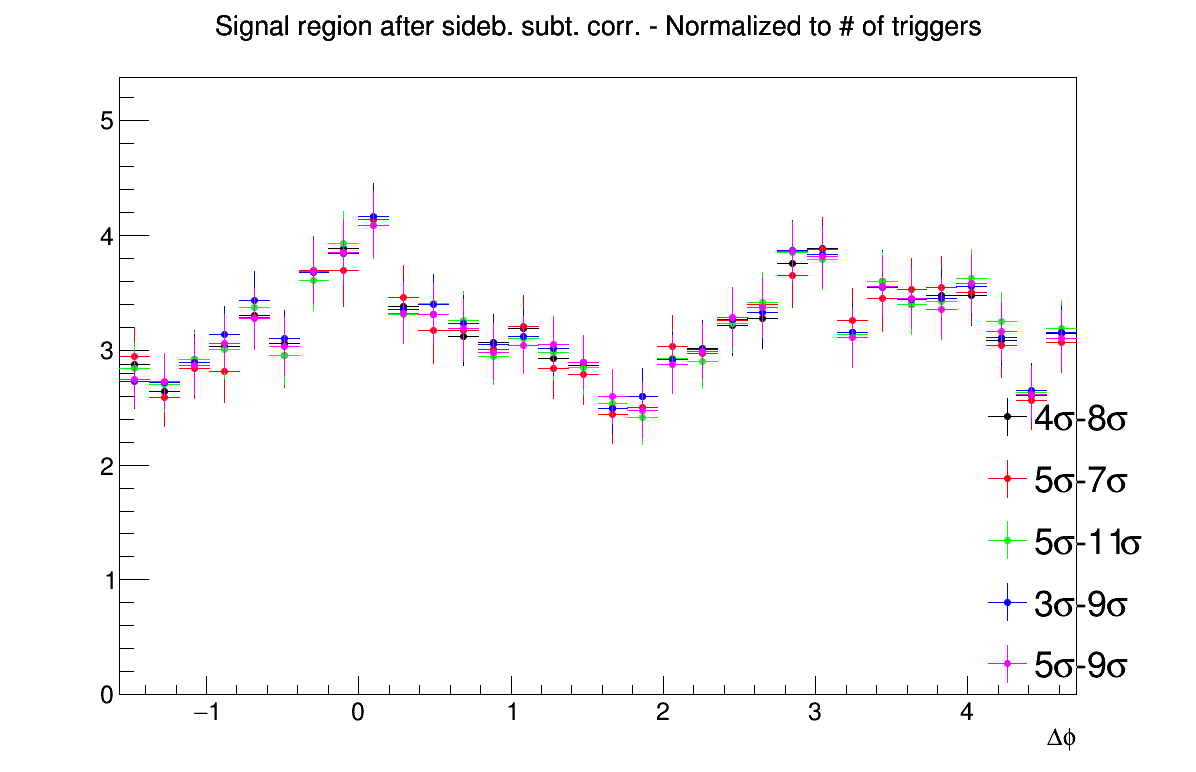 Signal region after sideb. subt. corr. - Normalized to # of triggers
5
4
3
2
1
0
4σ-8σ
5σ-7σ
5σ-11σ
3σ-9σ
5σ-9σ
−1 0 1 2 3 4
Δϕ